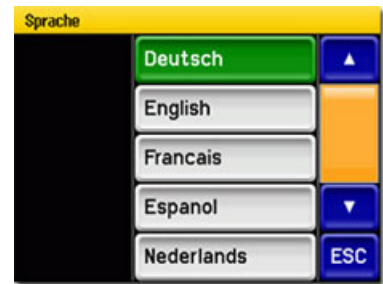 Sprache
Deutsch
▲
English
Francais
Espanol
▼
Nederlands
ESC